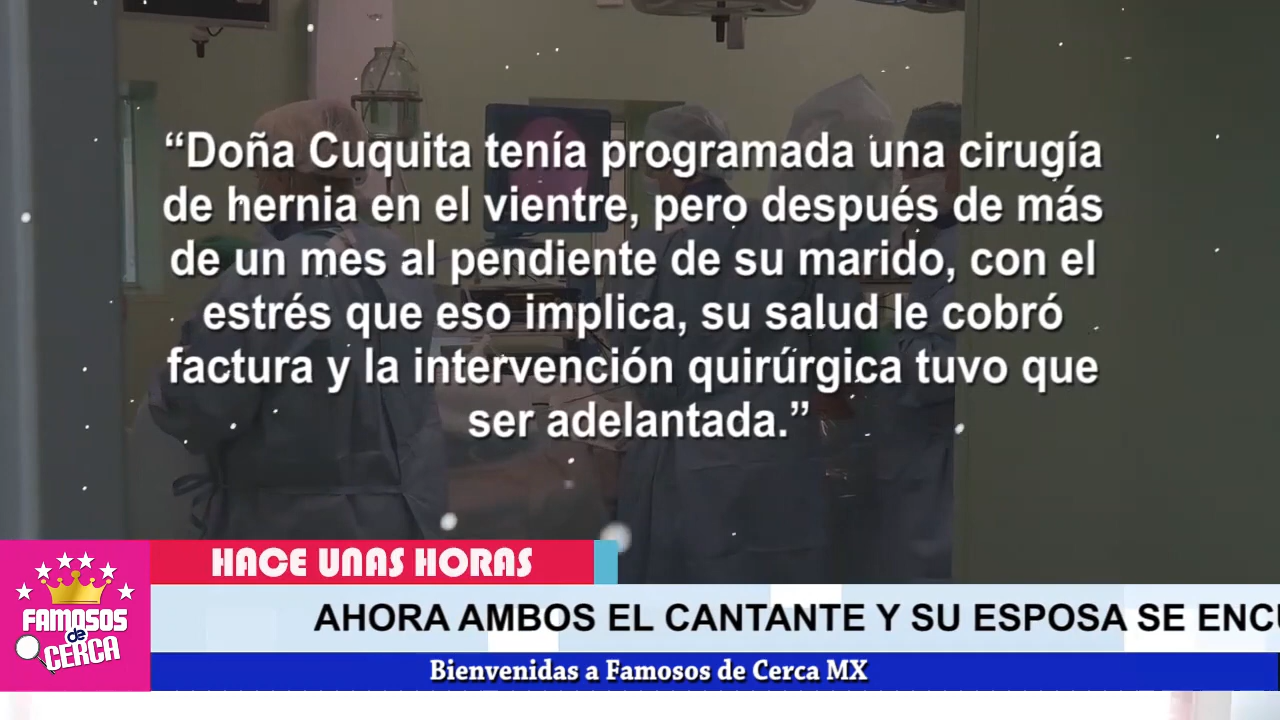 “Doña Cuquita tenía programada una cirugía
de hernia en el vientre, pero después de más
de un mes al pendiente de su marido, con el
estrés que eso implica, su salud le cobró
factura y la intervención quirúrgica tuvo que
ser adelantada.”
HACE UNAS HORAS
AHORA AMBOS EL CANTANTE Y SU ESPOSA SE ENCU
FAMOSOS
de
CERCA
Bienvenidas a Famosos de Cerca MX